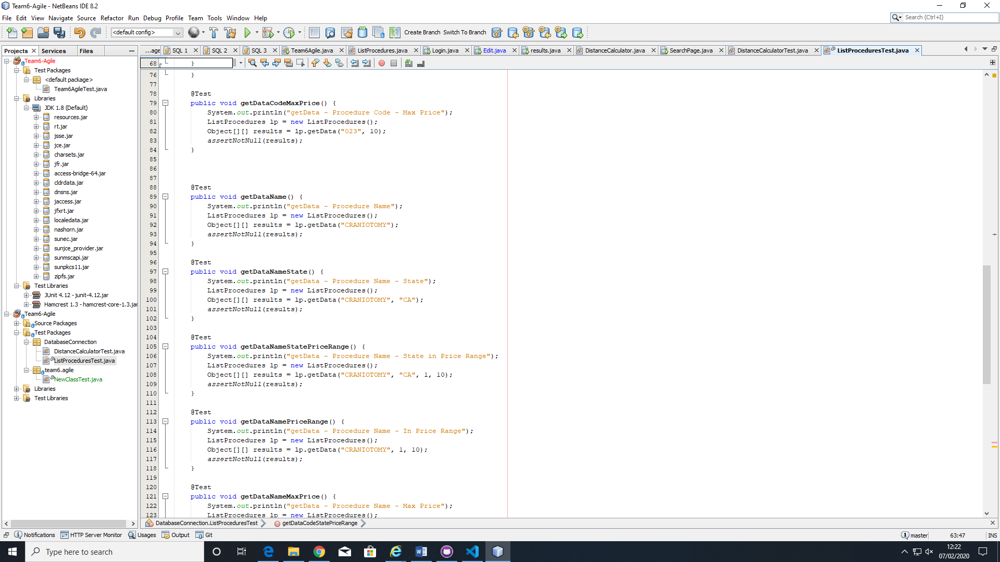 Team6-Agile - NetBeans IDE 8.2
File Edit View Navigate Source Refactor Run Debug Profile Team Tools Window Help
Search (Ctrl+I)
<default config>
Create Branch Switch To Branch
Projects Services Files
...age SQL 1 SQL 2 SQL 3 Team6Agile.java ListProcedures.java Login.java Edit.java results.java DistanceCalculator.java SearchPage.java DistanceCalculatorTest.java ListProceduresTest.java
Team6-Agile
Test Packages
<default package>
Team6AgileTest.java
Libraries
JDK 1.8 (Default)
resources.jar
rt.jar
jsse.jar
jce.jar
charsets.jar
jfr.jar
access-bridge-64.jar
cldrdata.jar
dnsns.jar
jaccess.jar
jfxrt.jar
localedata.jar
nashorn.jar
sunec.jar
sunjce_provider.jar
sunmscapi.jar
sunpkcs11.jar
zipfs.jar
Test Libraries
JUnit 4.12 - junit-4.12.jar
Hamcrest 1.3 - hamcrest-core-1.3.jar
Team6-Agile
Source Packages
Test Packages
DatabaseConnection
DistanceCalculatorTest.java
ListProceduresTest.java
team6.agile
NewClassTest.java
Libraries
Test Libraries
68 }
76 }
77
78 @Test
79 public void getDataCodeMaxPrice() {
80 System.out.println("getData - Procedure Code - Max Price");
81 ListProcedures lp = new ListProcedures();
82 Object[][] results = lp.getData("023", 10);
83 assertNotNull(results);
84 }
85
86
87
88 @Test
89 public void getDataName() {
90 System.out.println("getData - Procedure Name");
91 ListProcedures lp = new ListProcedures();
92 Object[][] results = lp.getData("CRANIOTOMY");
93 assertNotNull(results);
94 }
95
96 @Test
97 public void getDataNameState() {
98 System.out.println("getData - Procedure Name - State");
99 ListProcedures lp = new ListProcedures();
100 Object[][] results = lp.getData("CRANIOTOMY", "CA");
101 assertNotNull(results);
102 }
103
104 @Test
105 public void getDataNameStatePriceRange() {
106 System.out.println("getData - Procedure Name - State in Price Range");
107 ListProcedures lp = new ListProcedures();
108 Object[][] results = lp.getData("CRANIOTOMY", "CA", 1, 10);
109 assertNotNull(results);
110 }
111
112 @Test
113 public void getDataNamePriceRange() {
114 System.out.println("getData - Procedure Name - In Price Range");
115 ListProcedures lp = new ListProcedures();
116 Object[][] results = lp.getData("CRANIOTOMY", 1, 10);
117 assertNotNull(results);
118 }
119
120 @Test
121 public void getDataNameMaxPrice() {
122 System.out.println("getData - Procedure Name - Max Price");
123 ListProcedures lp = new ListProcedures();
DatabaseConnection.ListProceduresTest getDataCodeStatePriceRange
Notifications HTTP Server Monitor Usages Output Git
1 master 63:47 INS
Type here to search
12:22
07/02/2020